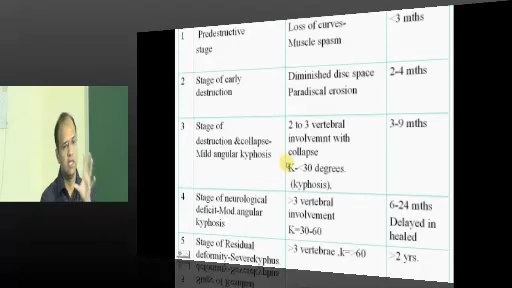 1 Predestructive stage
Loss of curves-
Muscle spasm
<3 mths
2 Stage of early
destruction
Diminished disc space
Paradiscal erosion
2-4 mths
3 Stage of
destruction &collapse-
Mild angular kyphosis
2 to 3 vertebral
involvemnt with
collapse
K-<30 degrees.
(kyphosis),
3-9 mths
4 Stage of neurological
deficit-Mod.angular
kyphosis
>3 vertebral
involvement
K=30-60
6-24 mths
Delayed in
healed
5 Stage of Residual
deformity-Severekyphus
>3 vertebrae .k=>60
>2 yrs.